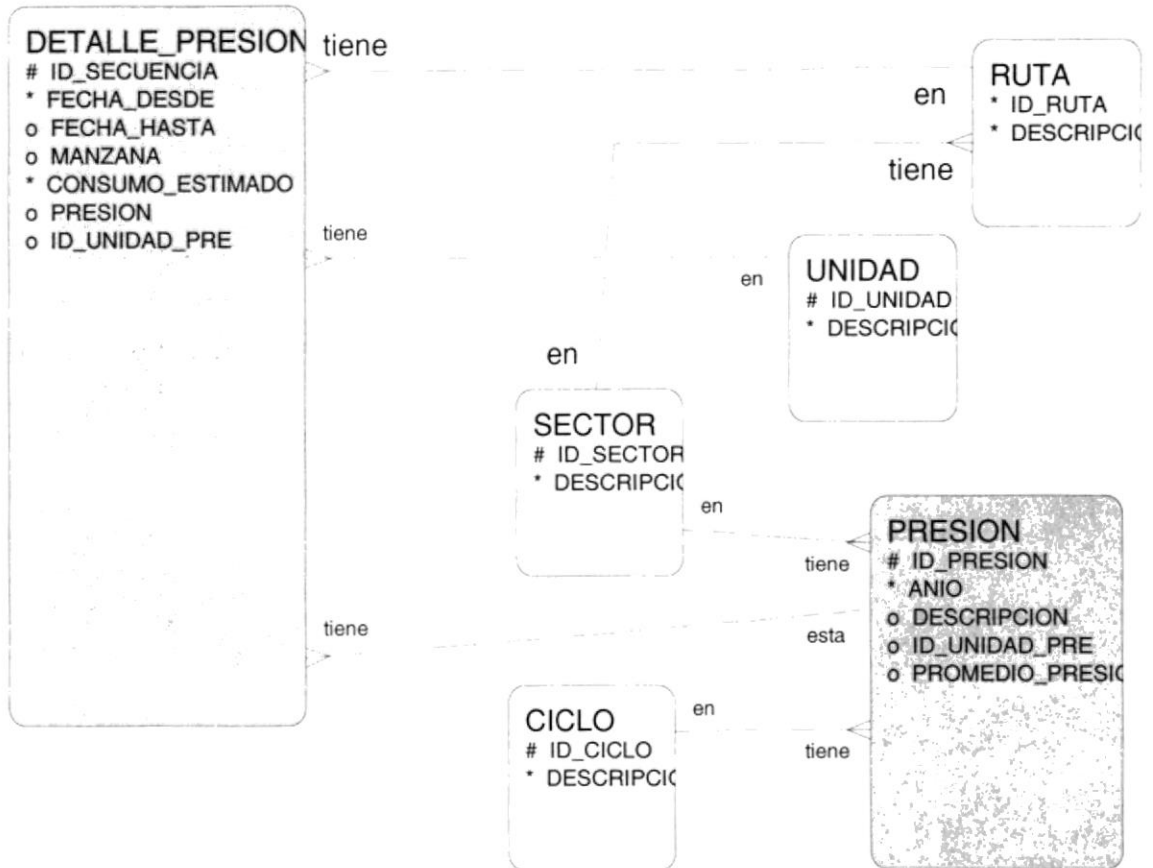 DETALLE_PRESION
# ID_SECUENCIA
* FECHA_DESDE
o FECHA_HASTA
o MANZANA
* CONSUMO_ESTIMADO
o PRESION
o ID_UNIDAD_PRE
tiene
en
tiene
RUTA
* ID_RUTA
* DESCRIPCIO
tiene
en
UNIDAD
# ID_UNIDAD
* DESCRIPCIO
en
SECTOR
# ID_SECTOR
* DESCRIPCIO
en
tiene
PRESION
# ID_PRESION
* ANIO
o DESCRIPCION
o ID_UNIDAD_PRE
o PROMEDIO_PRESIO
tiene
esta
CICLO
# ID_CICLO
* DESCRIPCIO
en
tiene